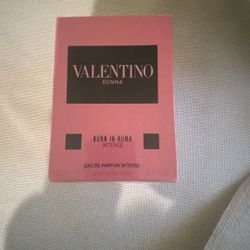 VALENTINO
DONNA
BORN IN ROMA
INTENSE
EAU DE PARFUM INTENSE